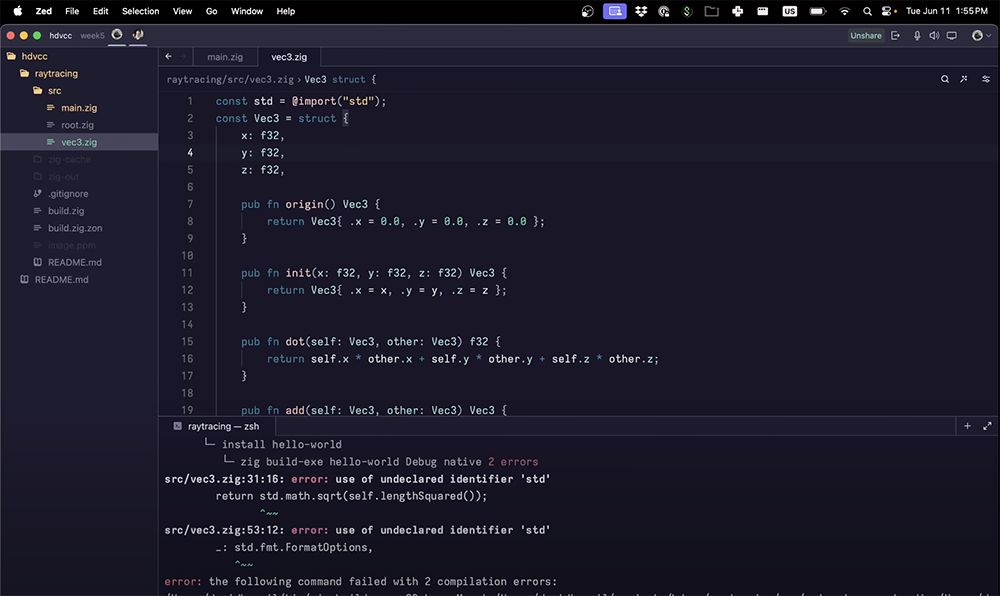 Zed File Edit Selection View Go Window Help US Tue Jun 11 1:55PM
hdvcc week5 Unshare
hdvcc
raytracing
src
main.zig
root.zig
vec3.zig
zig-cache
zig-out
.gitignore
build.zig
build.zig.zon
image.ppm
README.md
README.md
main.zig vec3.zig
raytracing/src/vec3.zig › Vec3 struct {
1 const std = @import("std");
2 const Vec3 = struct {
3 x: f32,
4 y: f32,
5 z: f32,
6
7 pub fn origin() Vec3 {
8 return Vec3{ .x = 0.0, .y = 0.0, .z = 0.0 };
9 }
10
11 pub fn init(x: f32, y: f32, z: f32) Vec3 {
12 return Vec3{ .x = x, .y = y, .z = z };
13 }
14
15 pub fn dot(self: Vec3, other: Vec3) f32 {
16 return self.x * other.x + self.y * other.y + self.z * other.z;
17 }
18
19 pub fn add(self: Vec3, other: Vec3) Vec3 {
raytracing — zsh
└─ install hello-world
└─ zig build-exe hello-world Debug native 2 errors
src/vec3.zig:31:16: error: use of undeclared identifier 'std'
return std.math.sqrt(self.lengthSquared());
^~~
src/vec3.zig:53:12: error: use of undeclared identifier 'std'
_: std.fmt.FormatOptions,
^~~
error: the following command failed with 2 compilation errors: